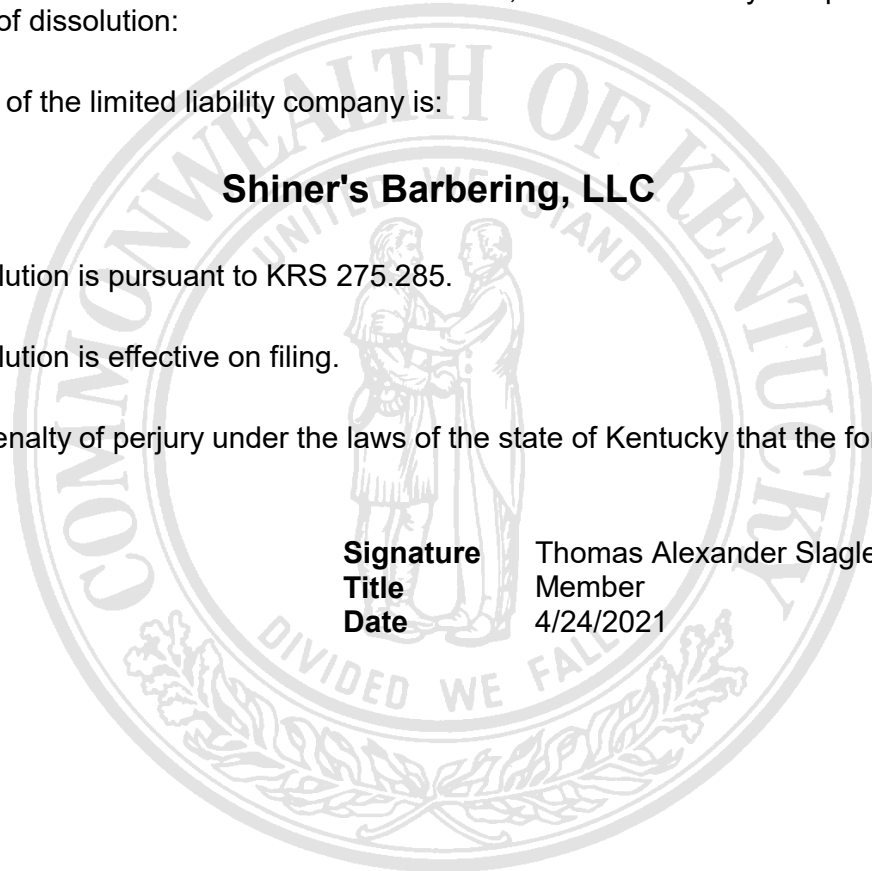 of dissolution:
of the limited liability company is:
Shiner's Barbering, LLC
lution is pursuant to KRS 275.285.
lution is effective on filing.
enalty of perjury under the laws of the state of Kentucky that the for
Signature Thomas Alexander Slagle
Title Member
Date 4/24/2021
COMMONWEALTH OF KENTUCKY
UNITED WE STAND
DIVIDED WE FALL